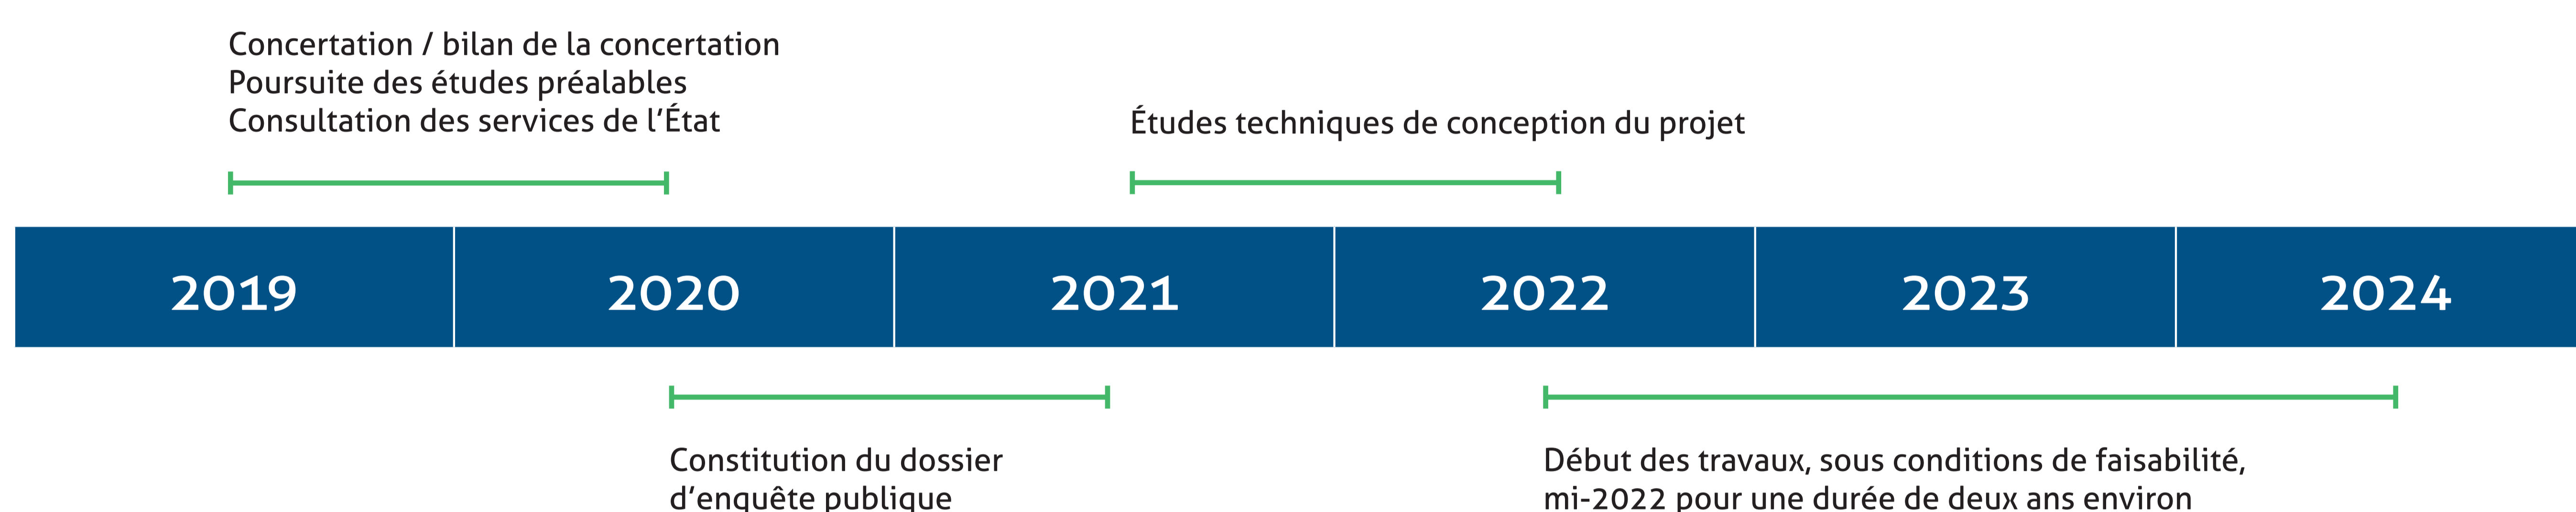 Concertation / bilan de la concertation
Poursuite des études préalables
Consultation des services de l’État
Études techniques de conception du projet
2019
2020
2021
2022
2023
2024
Constitution du dossier
d’enquête publique
Début des travaux, sous conditions de faisabilité,
mi-2022 pour une durée de deux ans environ